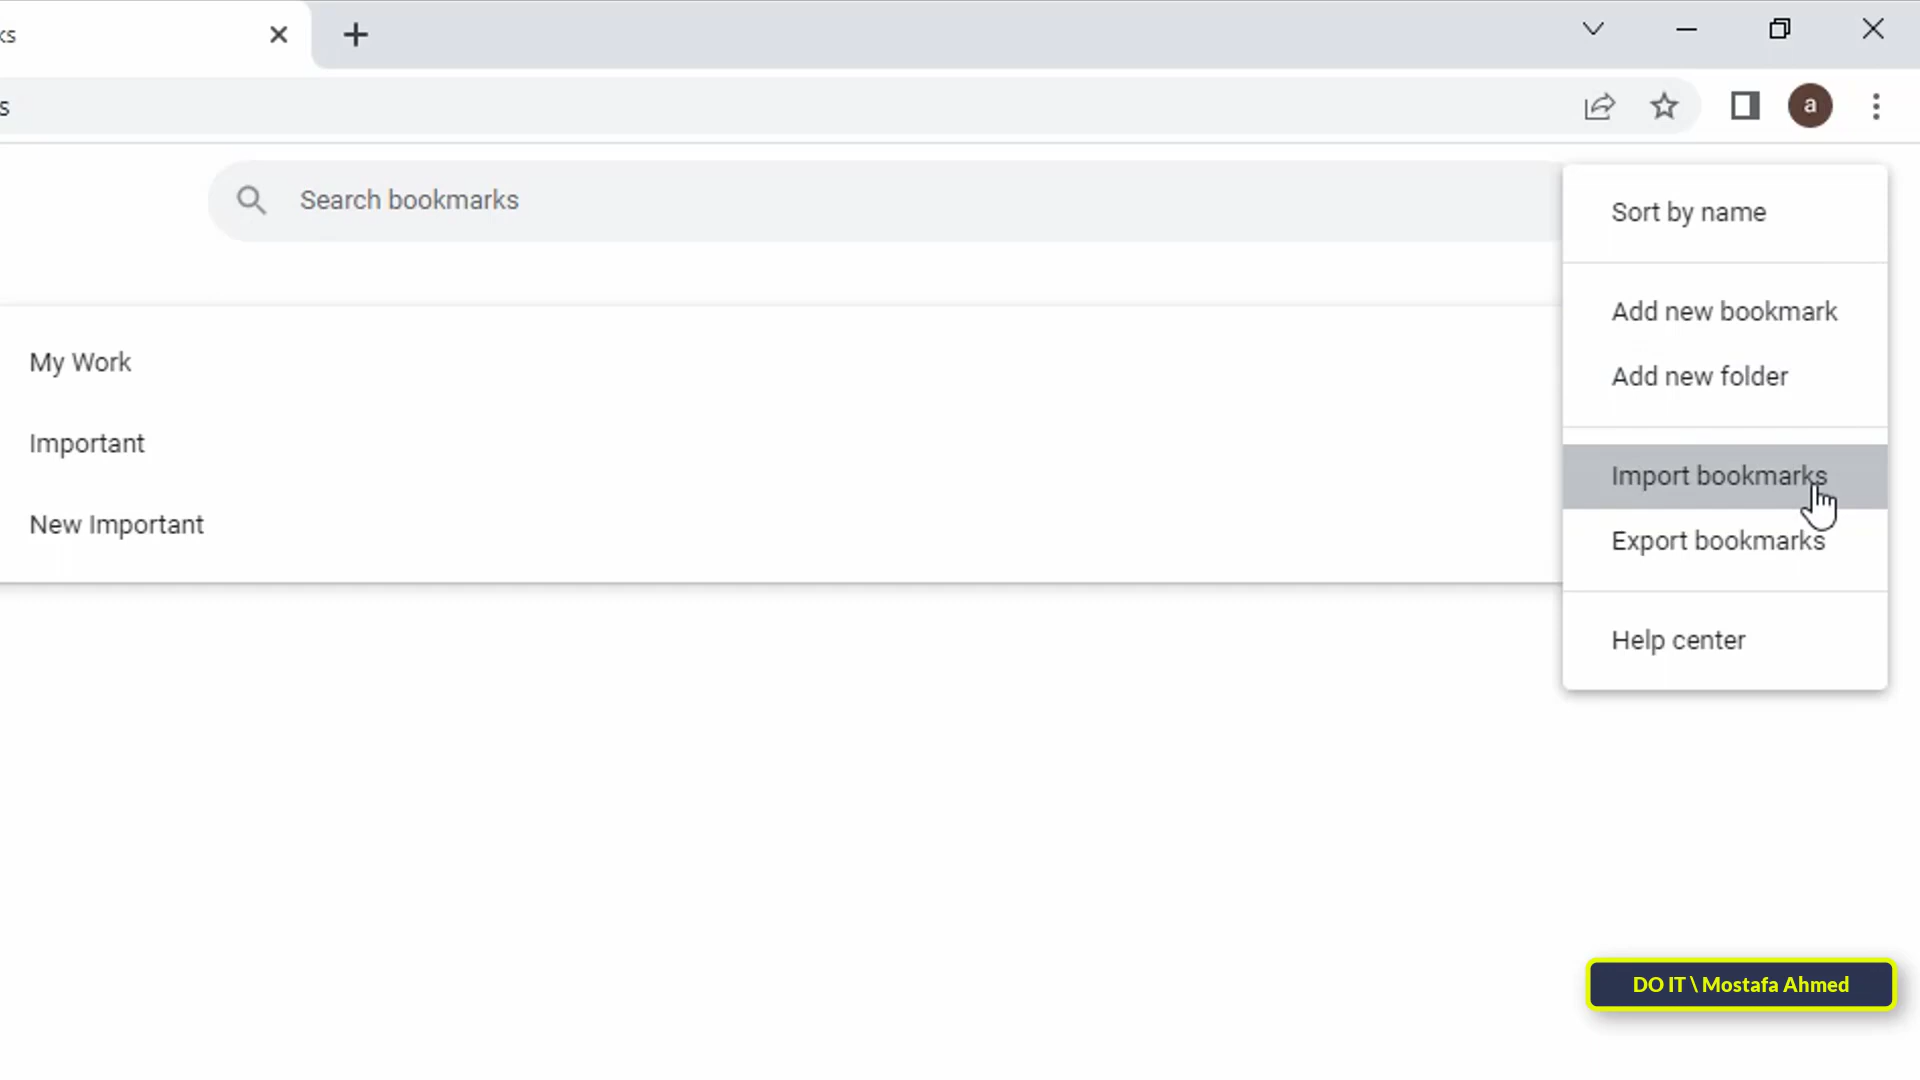 ks
s
a
Search bookmarks
Sort by name
Add new bookmark
My Work
Add new folder
Important
Import bookmarks
New Important
Export bookmarks
Help center
DO IT \ Mostafa Ahmed